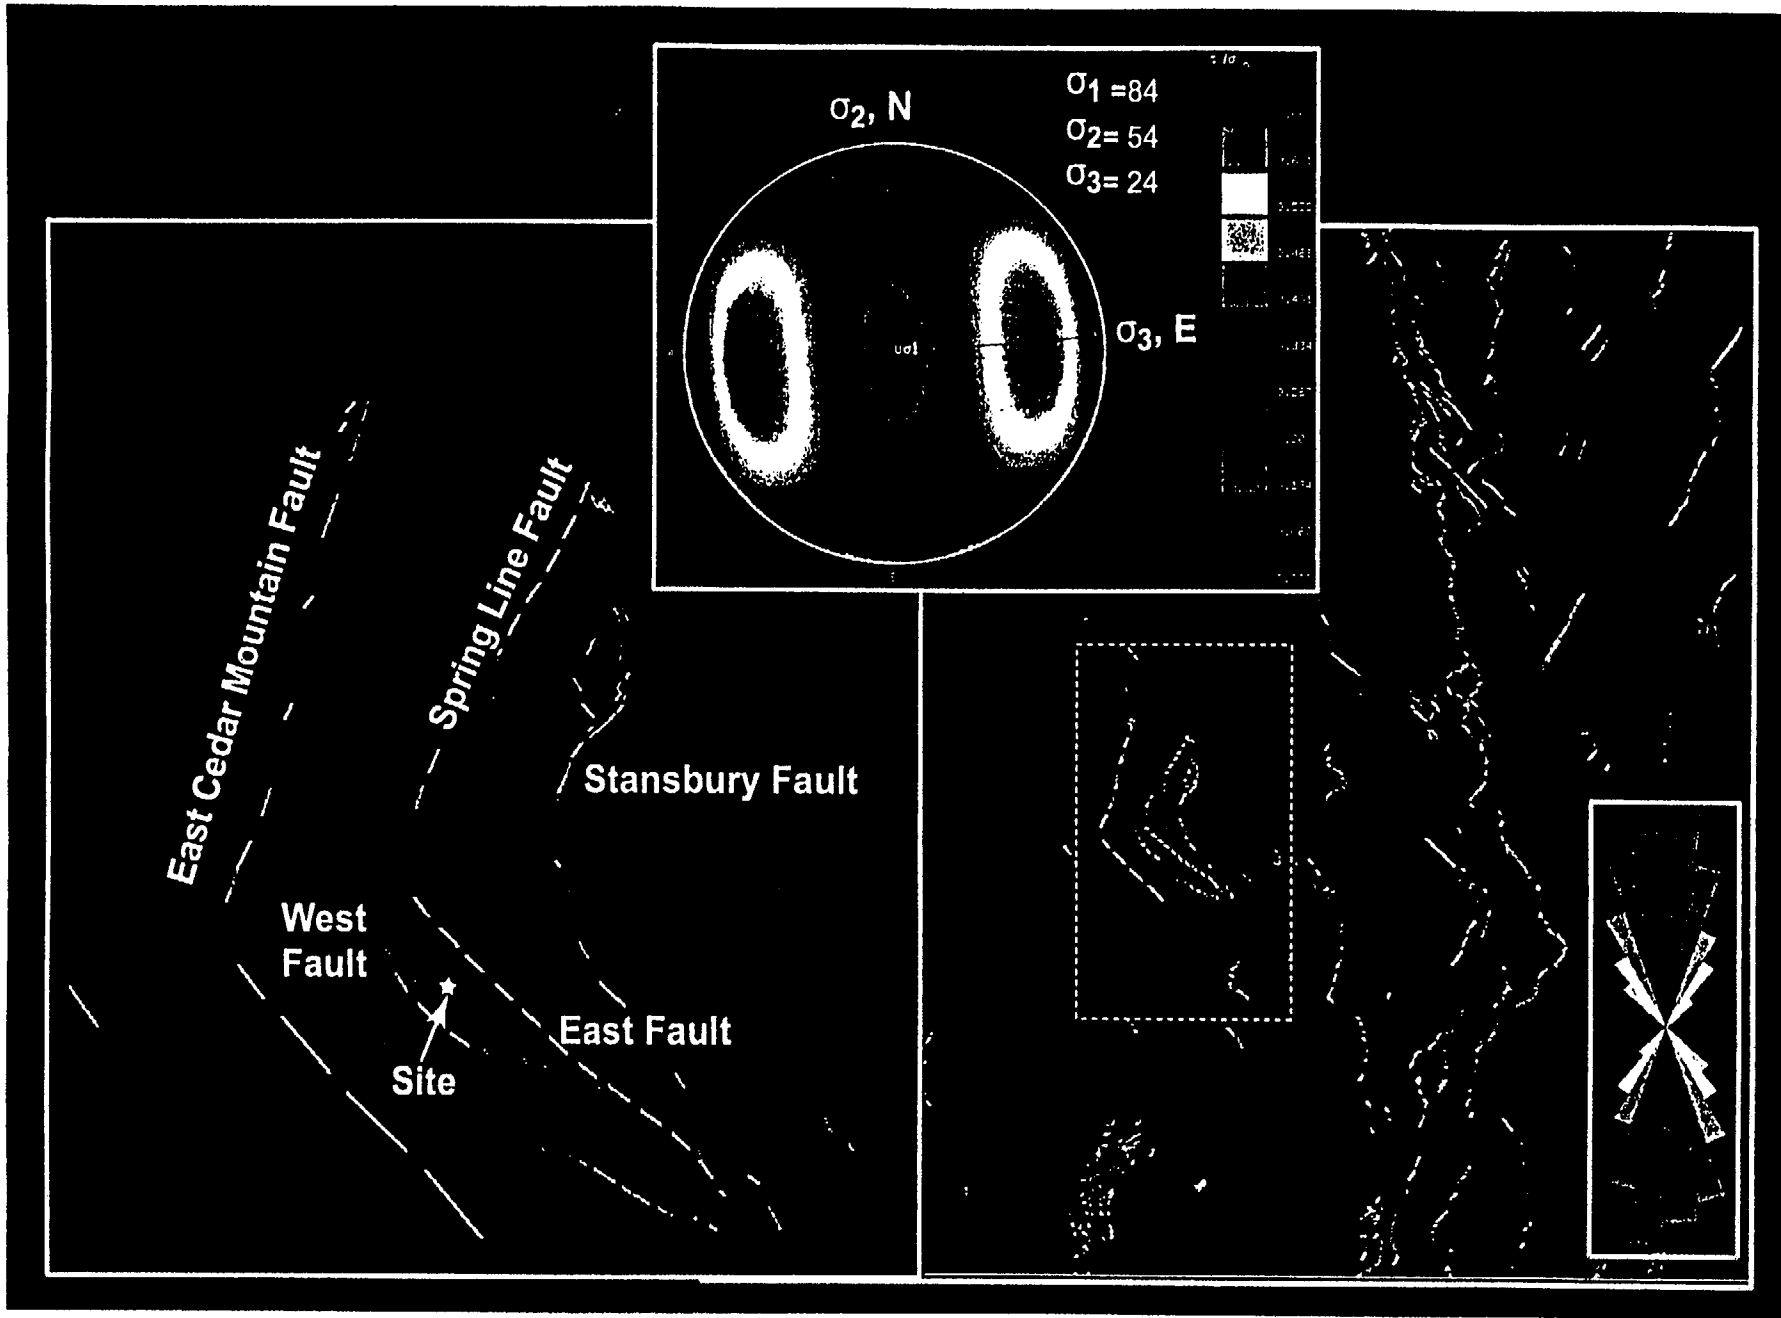 σ2, N
σ1 =84
σ2= 54
σ3= 24
σ3, E
East Cedar Mountain Fault
Spring Line Fault
Stansbury Fault
West
Fault
East Fault
Site